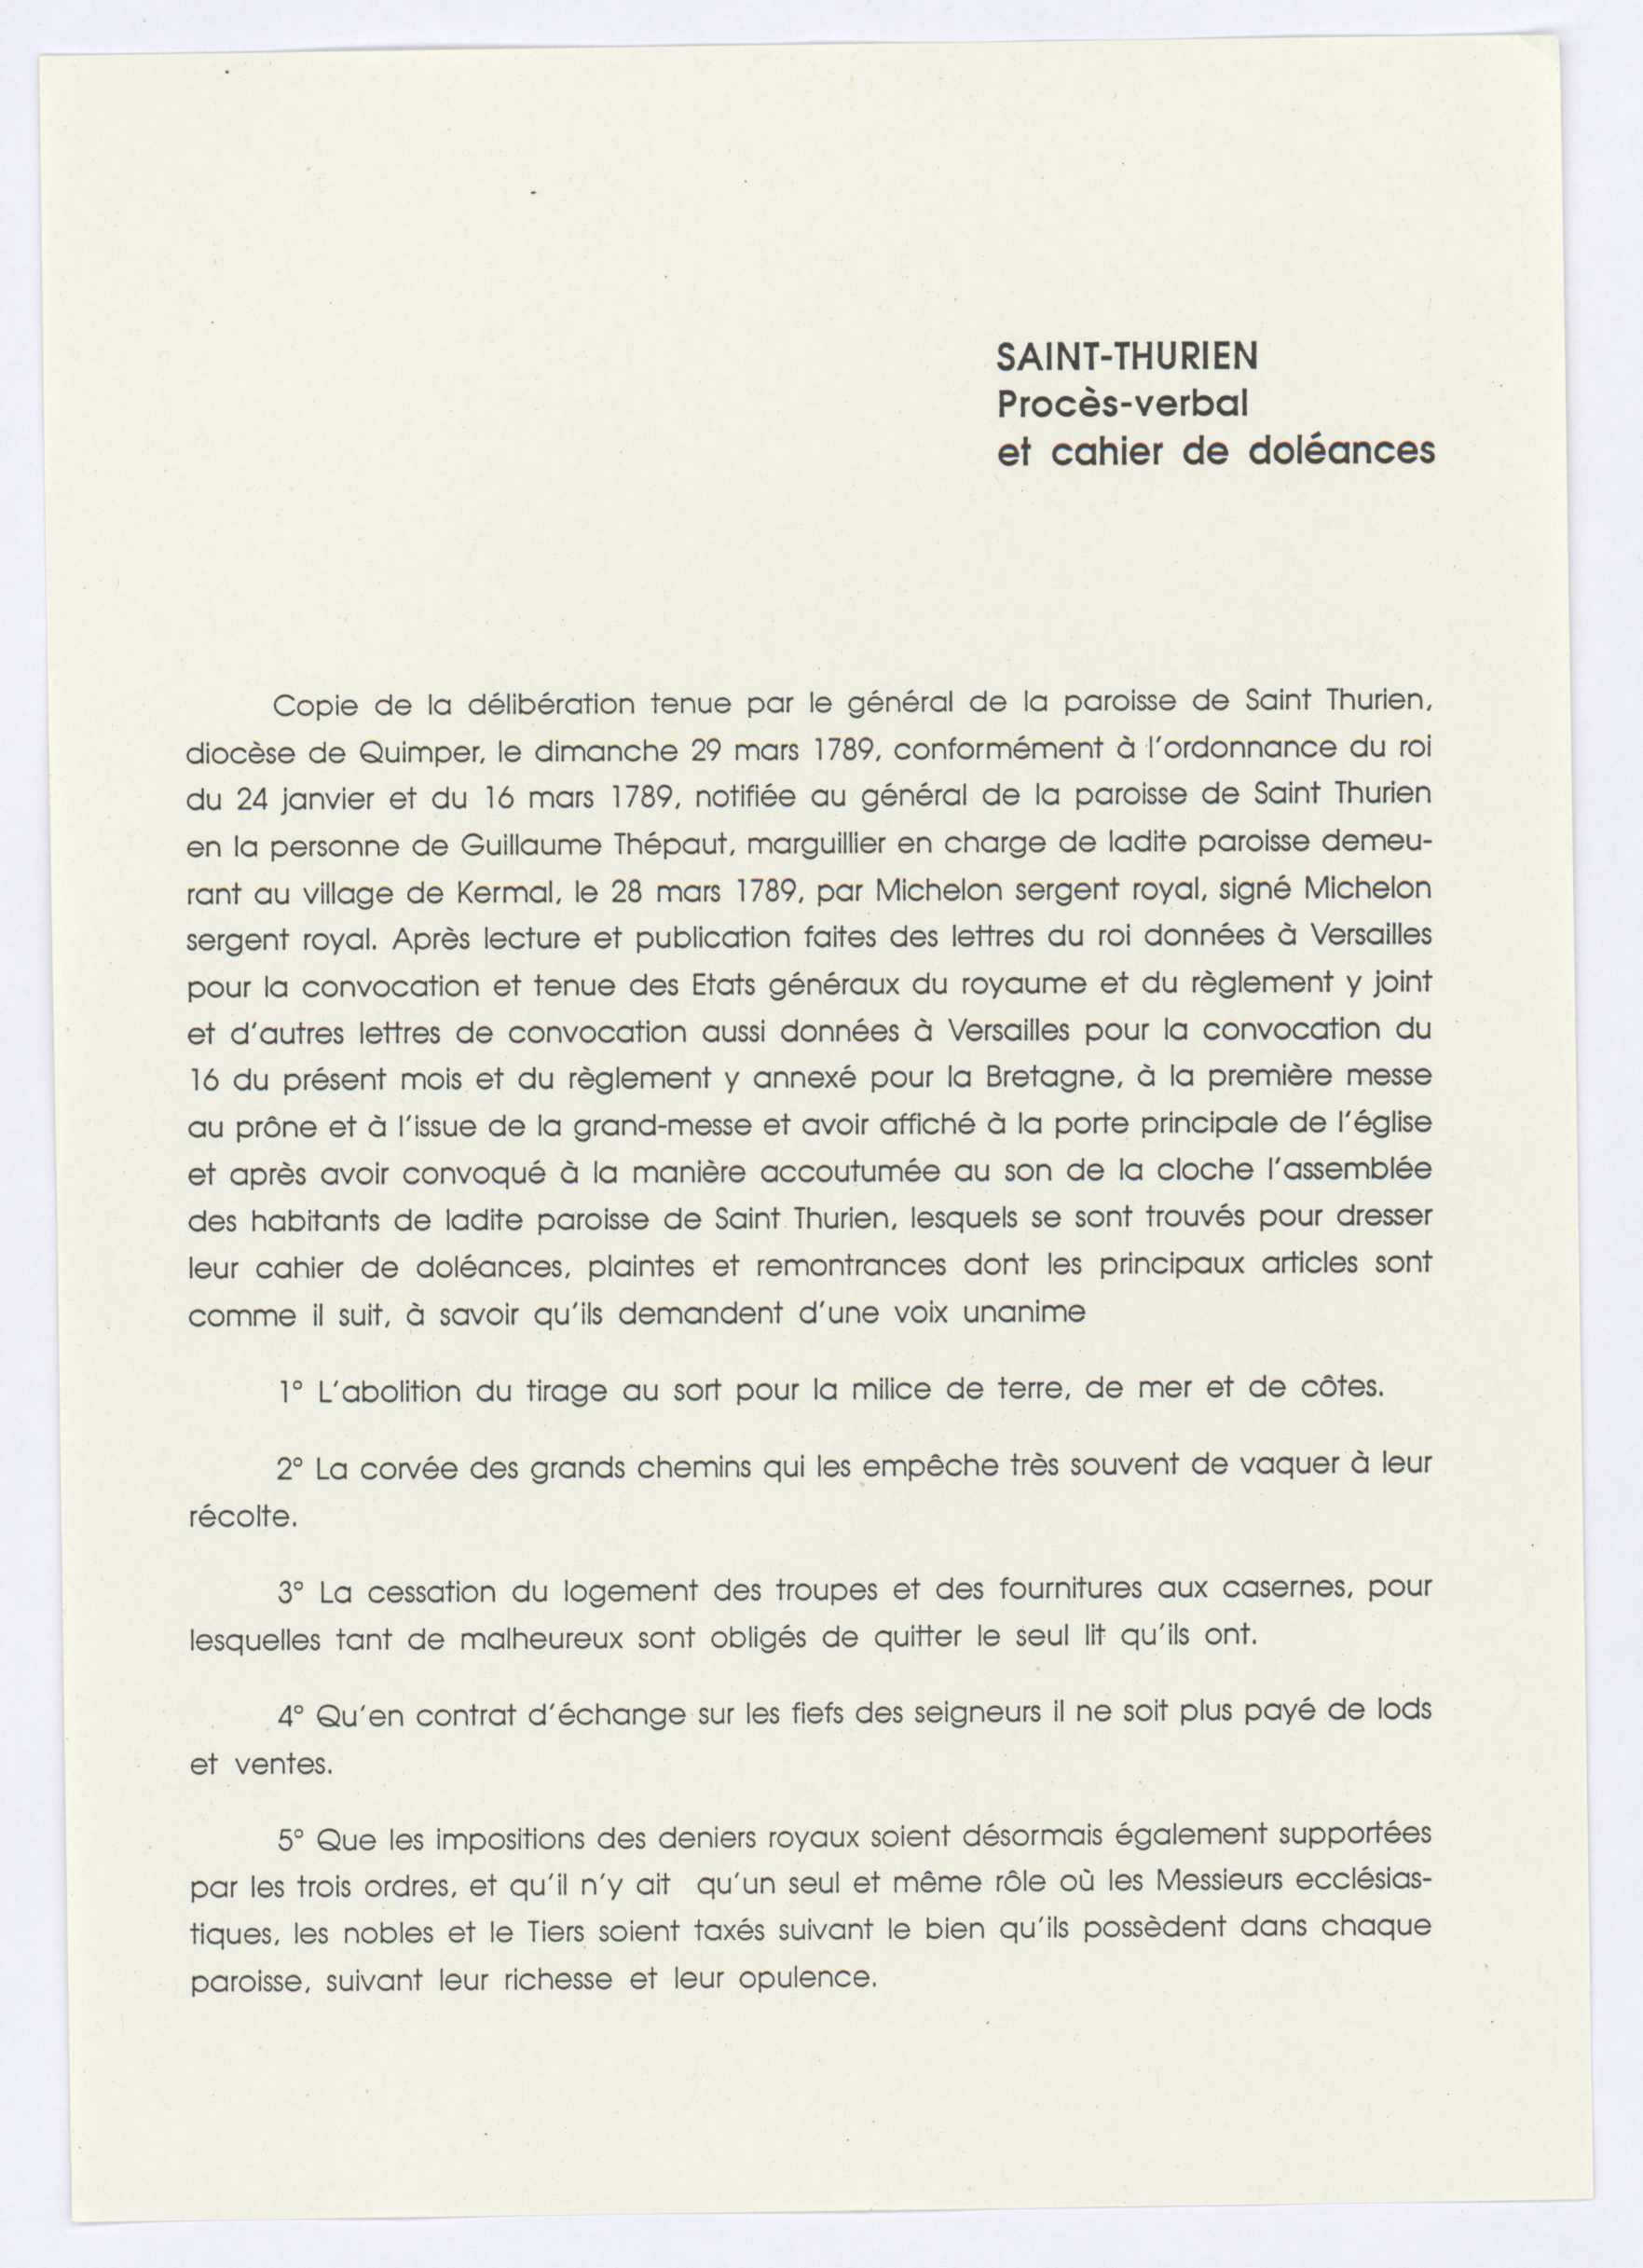 SAINT-THURIEN
Procès-verbal
et cahier de doléances
Copie de la délibération tenue par le général de la paroisse de Saint Thurien,
diocèse de Quimper, le dimanche 29 mars 1789, conformément à l'ordonnance du roi
du 24 janvier et du 16 mars 1789, notifiée au général de la paroisse de Saint Thurien
en la personne de Guillaume Thépaut, marguillier en charge de ladite paroisse demeu-
rant au village de Kermal, le 28 mars 1789, par Michelon sergent royal, signé Michelon
sergent royal. Après lecture et publication faites des lettres du roi données à Versailles
pour la convocation et tenue des Etats généraux du royaume et du règlement y joint
et d'autres lettres de convocation aussi données à Versailles pour la convocation du
16 du présent mois et du règlement y annexé pour la Bretagne, à la première messe
au prône et à l'issue de la grand-messe et avoir affiché à la porte principale de l'église
et après avoir convoqué à la manière accoutumée au son de la cloche l'assemblée
des habitants de ladite paroisse de Saint Thurien, lesquels se sont trouvés pour dresser
leur cahier de doléances, plaintes et remontrances dont les principaux articles sont
comme il suit, à savoir qu'ils demandent d'une voix unanime
1° L'abolition du tirage au sort pour la milice de terre, de mer et de côtes.
2° La corvée des grands chemins qui les empêche très souvent de vaquer à leur
récolte.
3° La cessation du logement des troupes et des fournitures aux casernes, pour
lesquelles tant de malheureux sont obligés de quitter le seul lit qu'ils ont.
4° Qu'en contrat d'échange sur les fiefs des seigneurs il ne soit plus payé de lods
et ventes.
5° Que les impositions des deniers royaux soient désormais également supportées
par les trois ordres, et qu'il n'y ait qu'un seul et même rôle où les Messieurs ecclésias-
tiques, les nobles et le Tiers soient taxés suivant le bien qu'ils possèdent dans chaque
paroisse, suivant leur richesse et leur opulence.